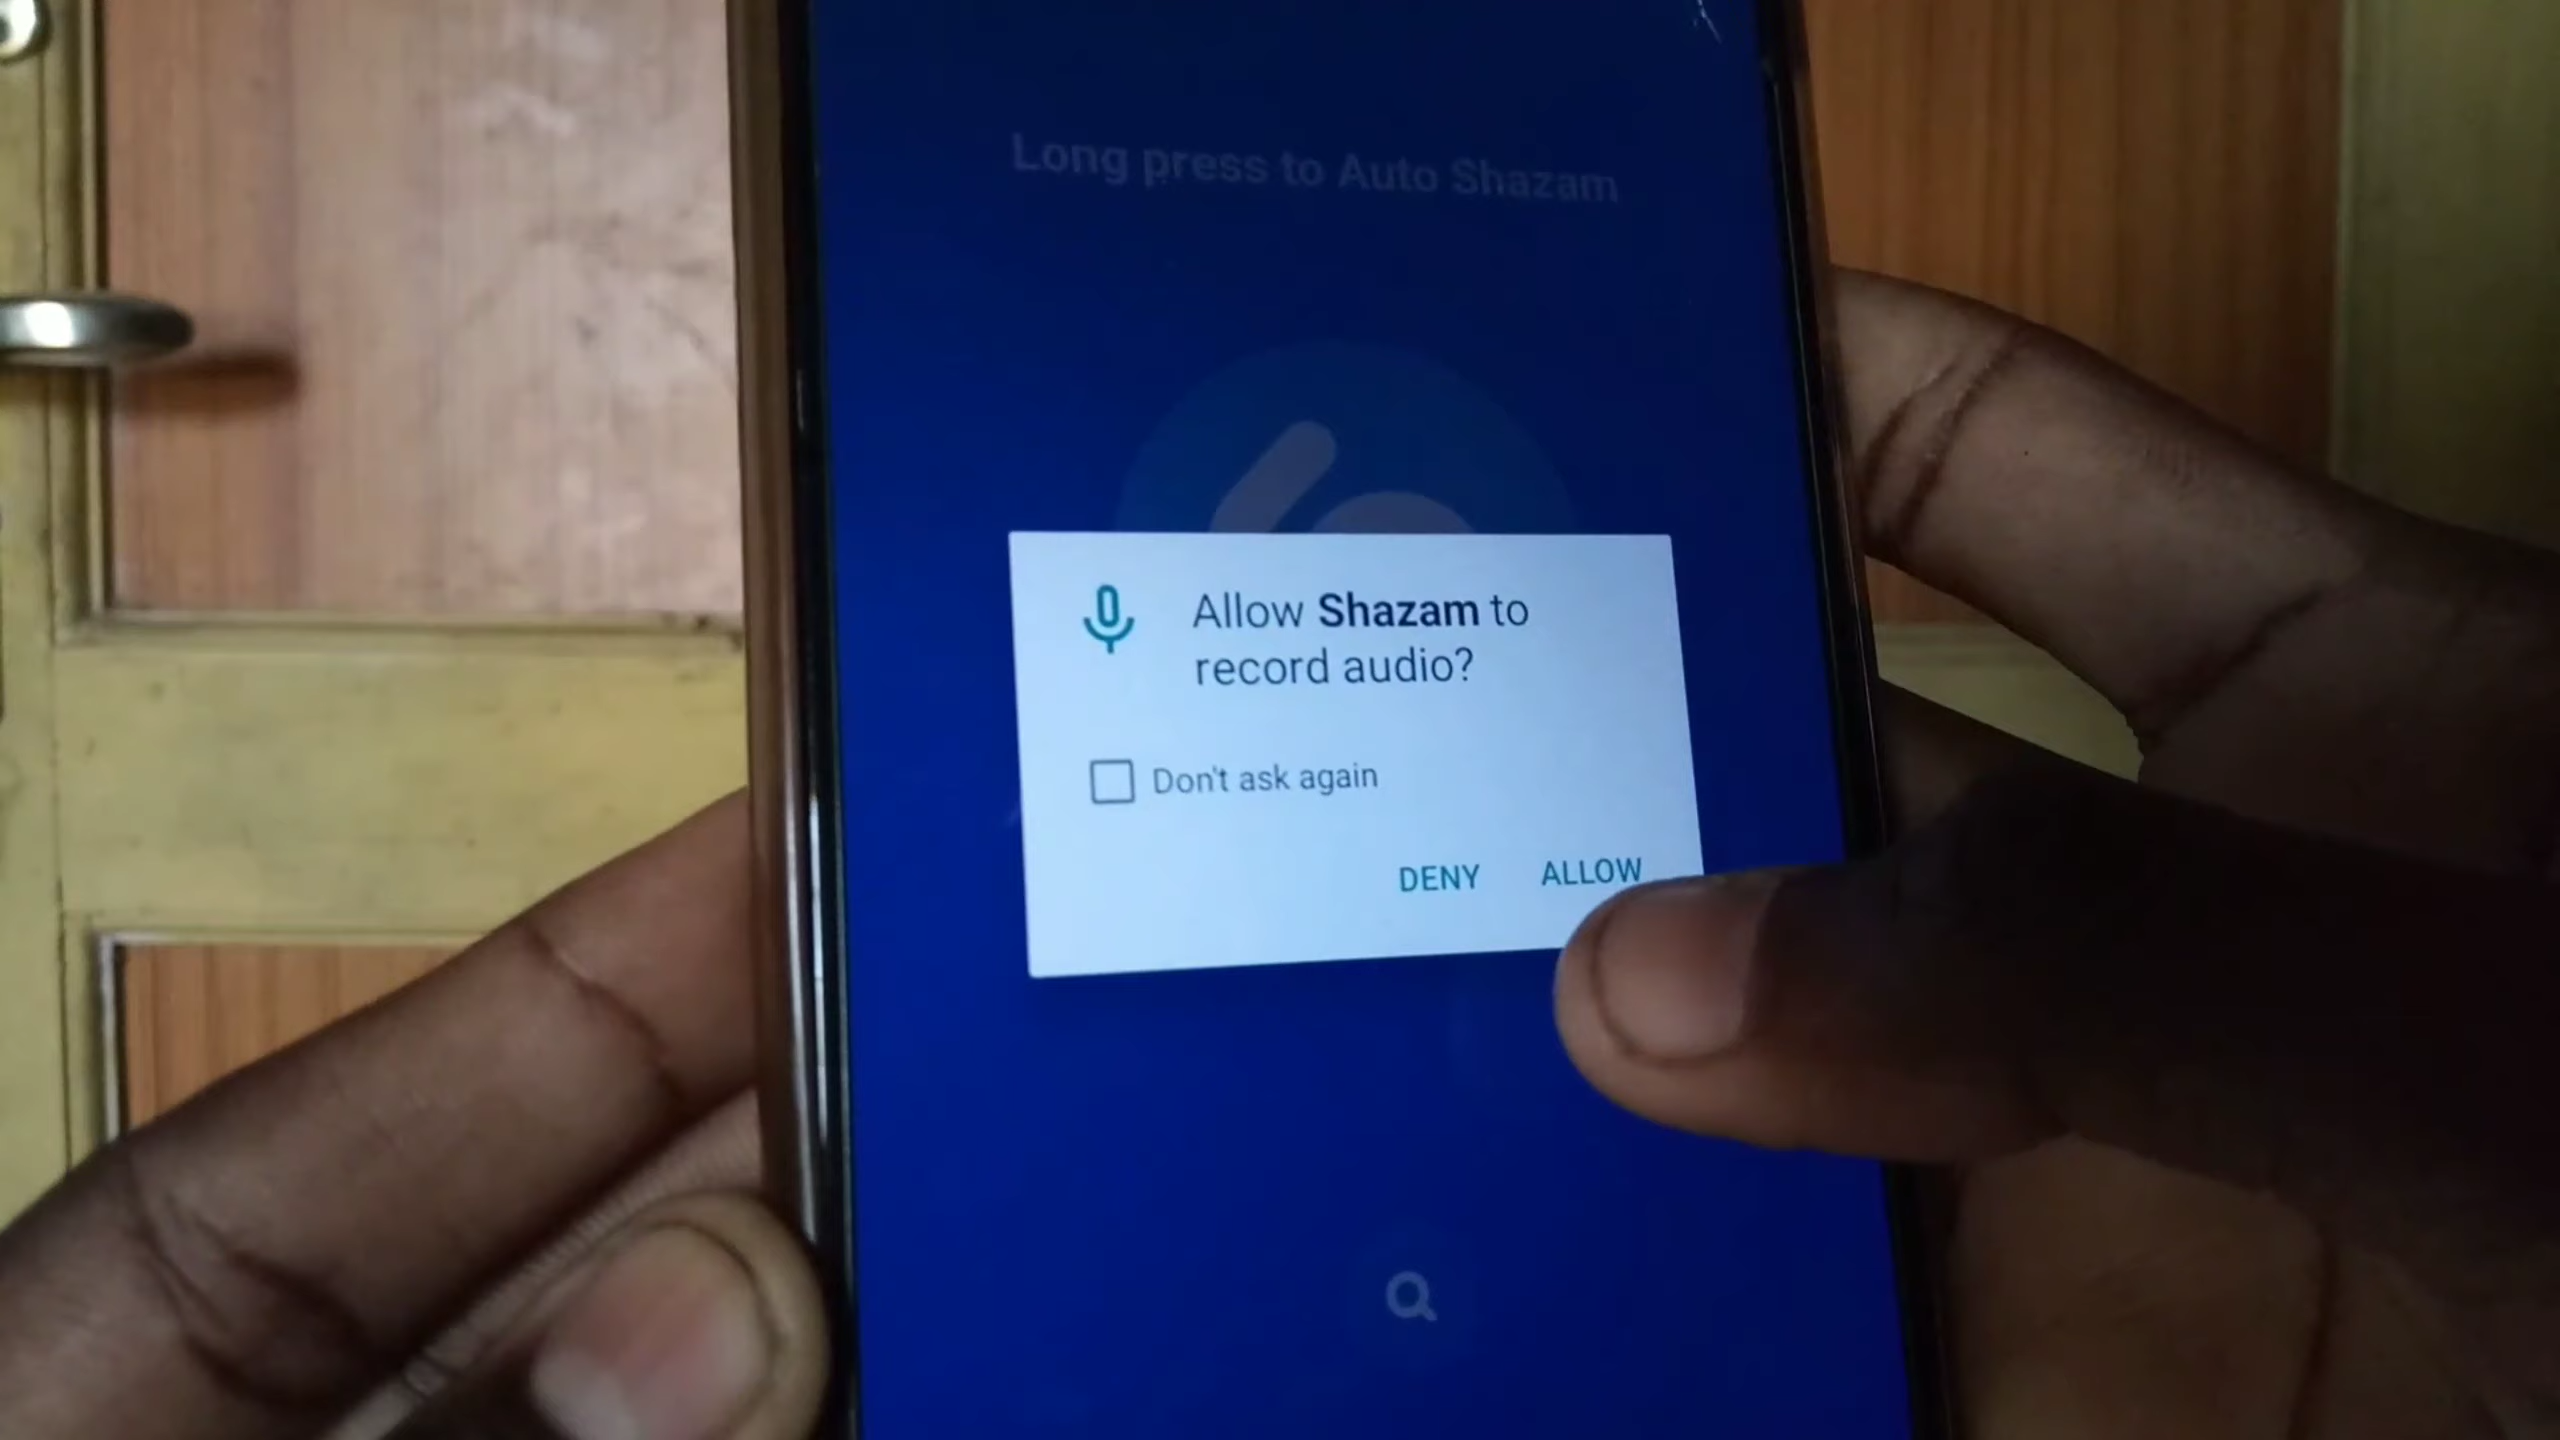 Long press to Auto Shazam
Allow Shazam to
record audio?
Don't ask again
DENY ALLOW